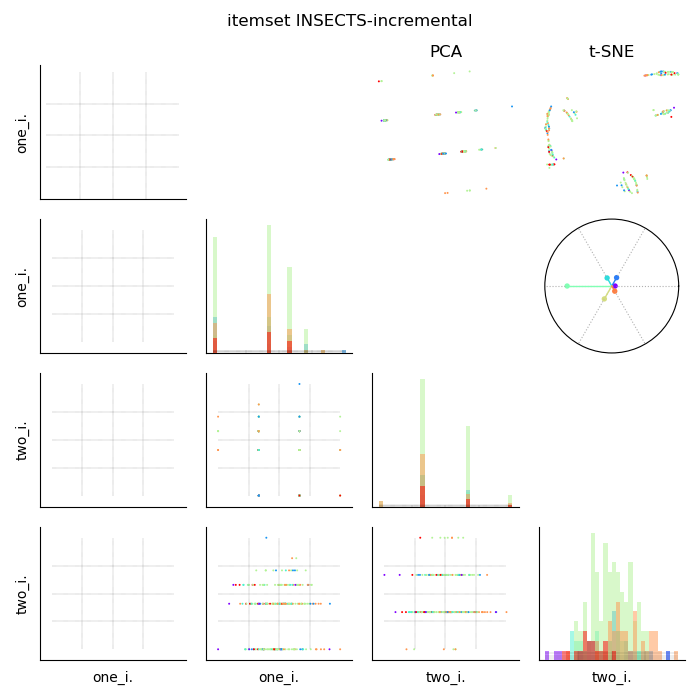 itemset INSECTS-incremental
PCA
t-SNE
one_i.
one_i.
two_i.
two_i.
one_i.
one_i.
two_i.
two_i.